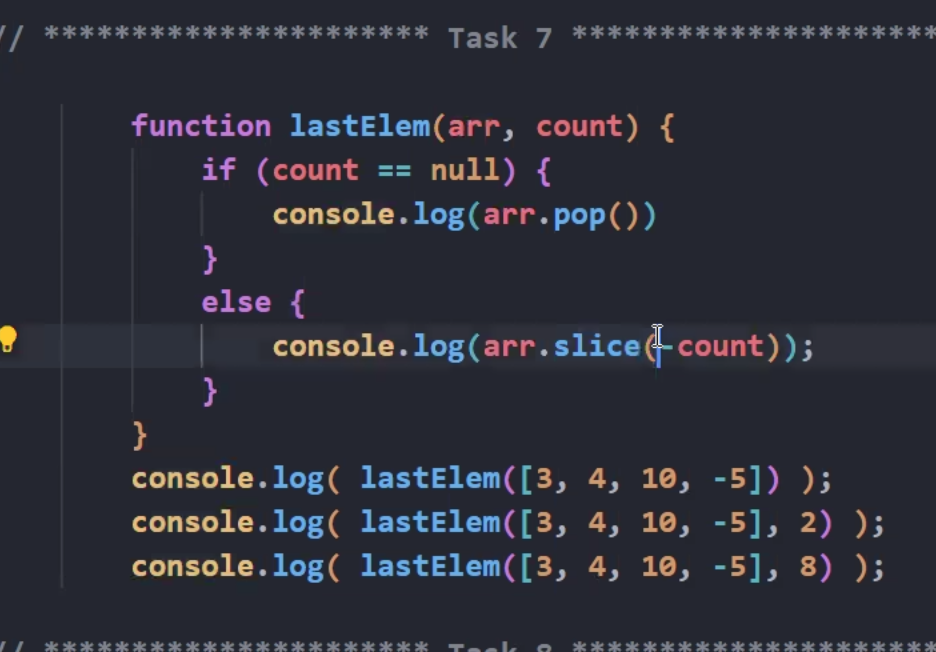 // ********************** Task 7 *********************
function lastElem(arr, count) {
if (count == null) {
console.log(arr.pop())
}
else {
console.log(arr.slice(-count));
}
}
console.log( lastElem([3, 4, 10, -5]) );
console.log( lastElem([3, 4, 10, -5], 2) );
console.log( lastElem([3, 4, 10, -5], 8) );
// ********************** Task 8 *********************